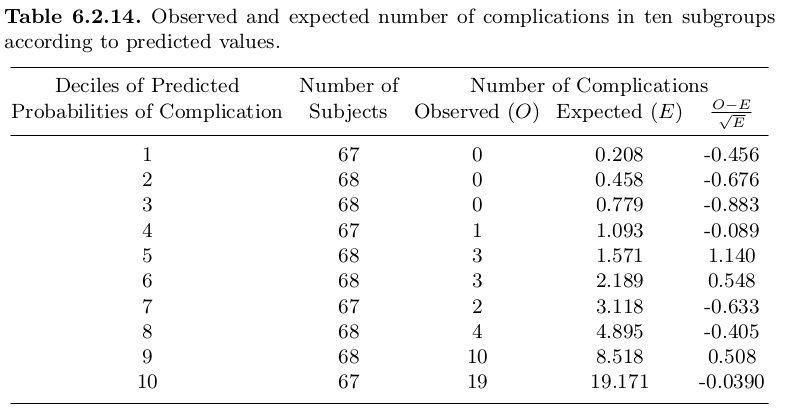 Table 6.2.14. Observed and expected number of complications in ten subgroups
according to predicted values.
Deciles of Predicted Number of Number of Complications
Probabilities of Complication Subjects Observed (O) Expected (E) O−E/√E
1 67 0 0.208 -0.456
2 68 0 0.458 -0.676
3 68 0 0.779 -0.883
4 67 1 1.093 -0.089
5 68 3 1.571 1.140
6 68 3 2.189 0.548
7 67 2 3.118 -0.633
8 68 4 4.895 -0.405
9 68 10 8.518 0.508
10 67 19 19.171 -0.0390